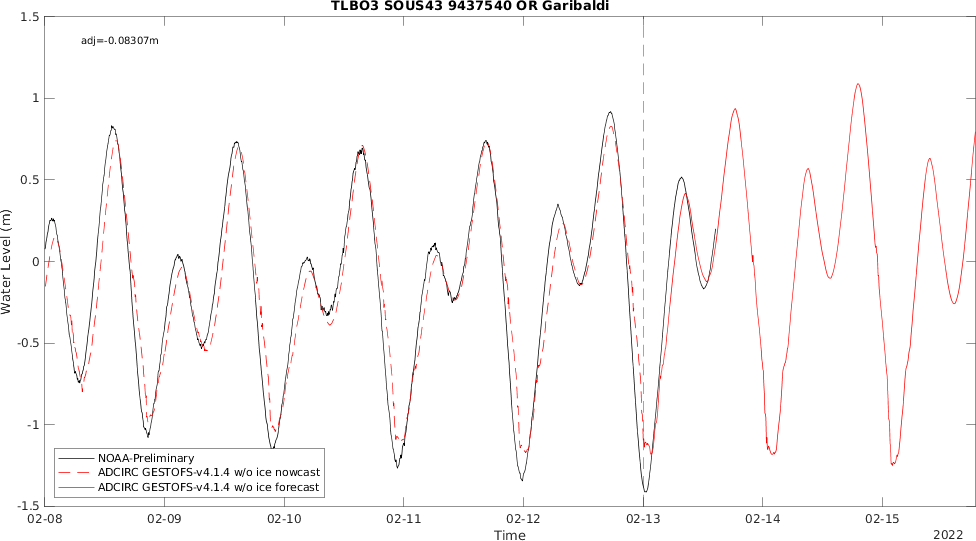 TLBO3 SOUS43 9437540 OR Garibaldi
adj=-0.08307m
1.5
1
0.5
0
-0.5
-1
-1.5
Water Level (m)
NOAA-Preliminary
ADCIRC GESTOFS-v4.1.4 w/o ice nowcast
ADCIRC GESTOFS-v4.1.4 w/o ice forecast
02-08 02-09 02-10 02-11 02-12 02-13 02-14 02-15
Time
2022